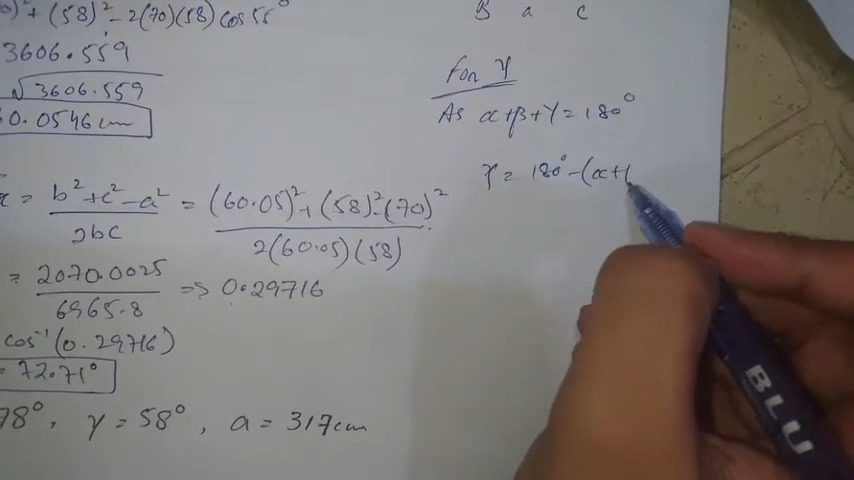 )² + (58)² - 2(70)(58) cos 55°
3606.559
√3606.559
60.0546 cm
α = b² + c² - a² / 2bc = (60.05)² + (58)² - (70)² / 2(60.05)(58)
= 2070.0025 / 6965.8 => 0.29716
cos⁻¹(0.29716)
= 72.71°
78°, γ = 58°, a = 317 cm
B a c
For γ
As α + β + γ = 180°
γ = 180° - (α + (
BLU